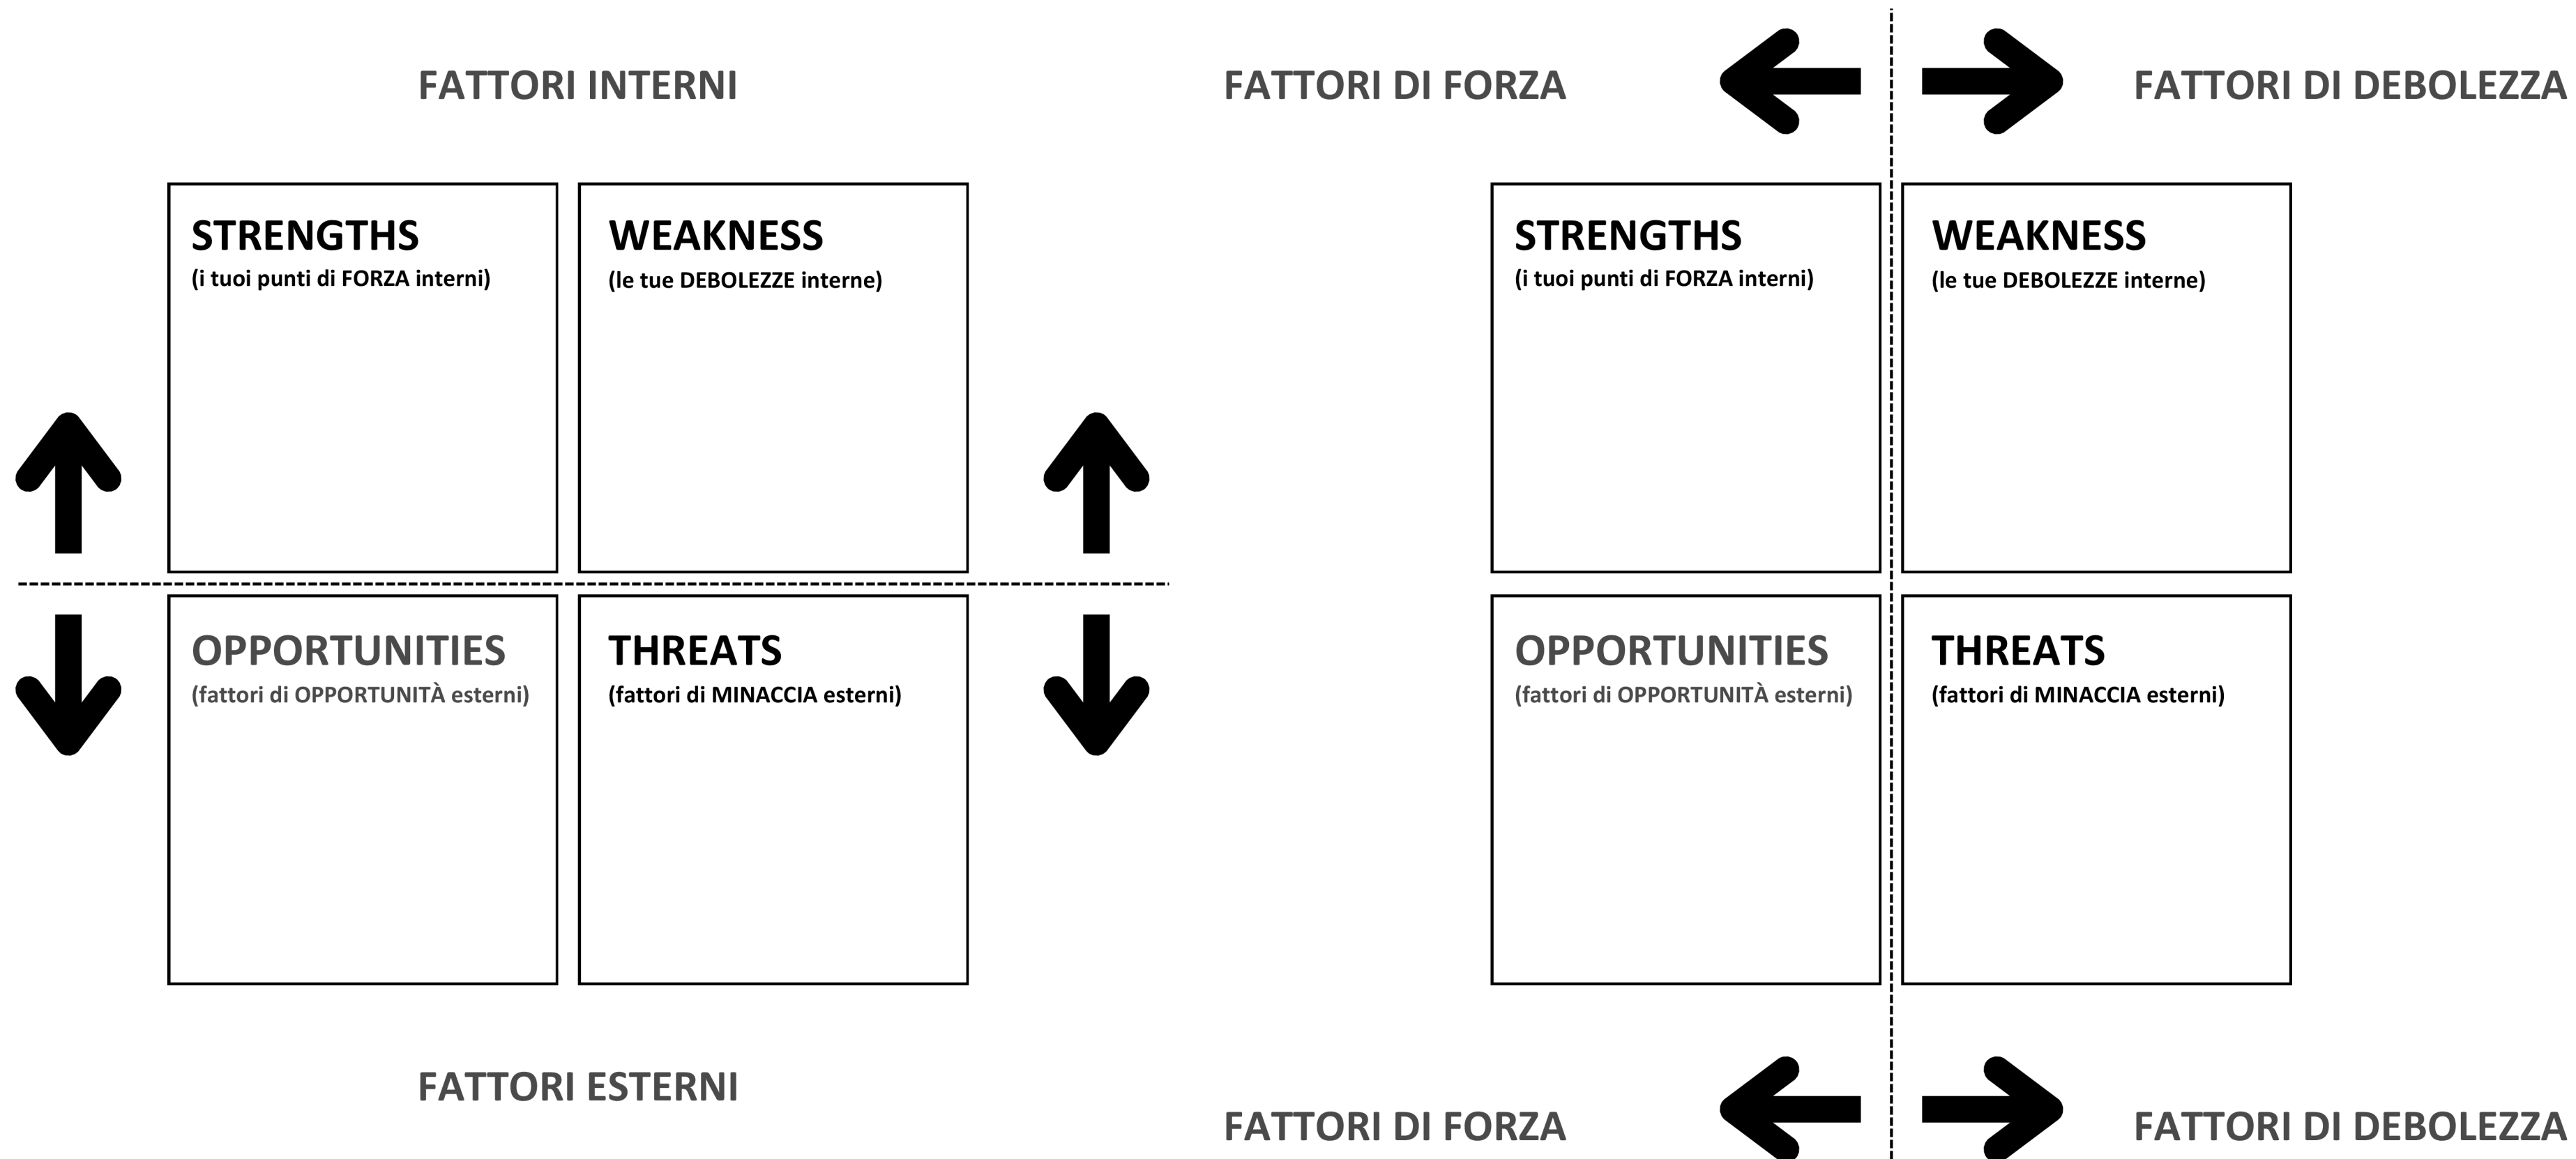 FATTORI INTERNI
STRENGTHS
(i tuoi punti di FORZA interni)
WEAKNESS
(le tue DEBOLEZZE interne)
OPPORTUNITIES
(fattori di OPPORTUNITÀ esterni)
THREATS
(fattori di MINACCIA esterni)
FATTORI ESTERNI
FATTORI DI FORZA
FATTORI DI DEBOLEZZA
STRENGTHS
(i tuoi punti di FORZA interni)
WEAKNESS
(le tue DEBOLEZZE interne)
OPPORTUNITIES
(fattori di OPPORTUNITÀ esterni)
THREATS
(fattori di MINACCIA esterni)
FATTORI DI FORZA
FATTORI DI DEBOLEZZA